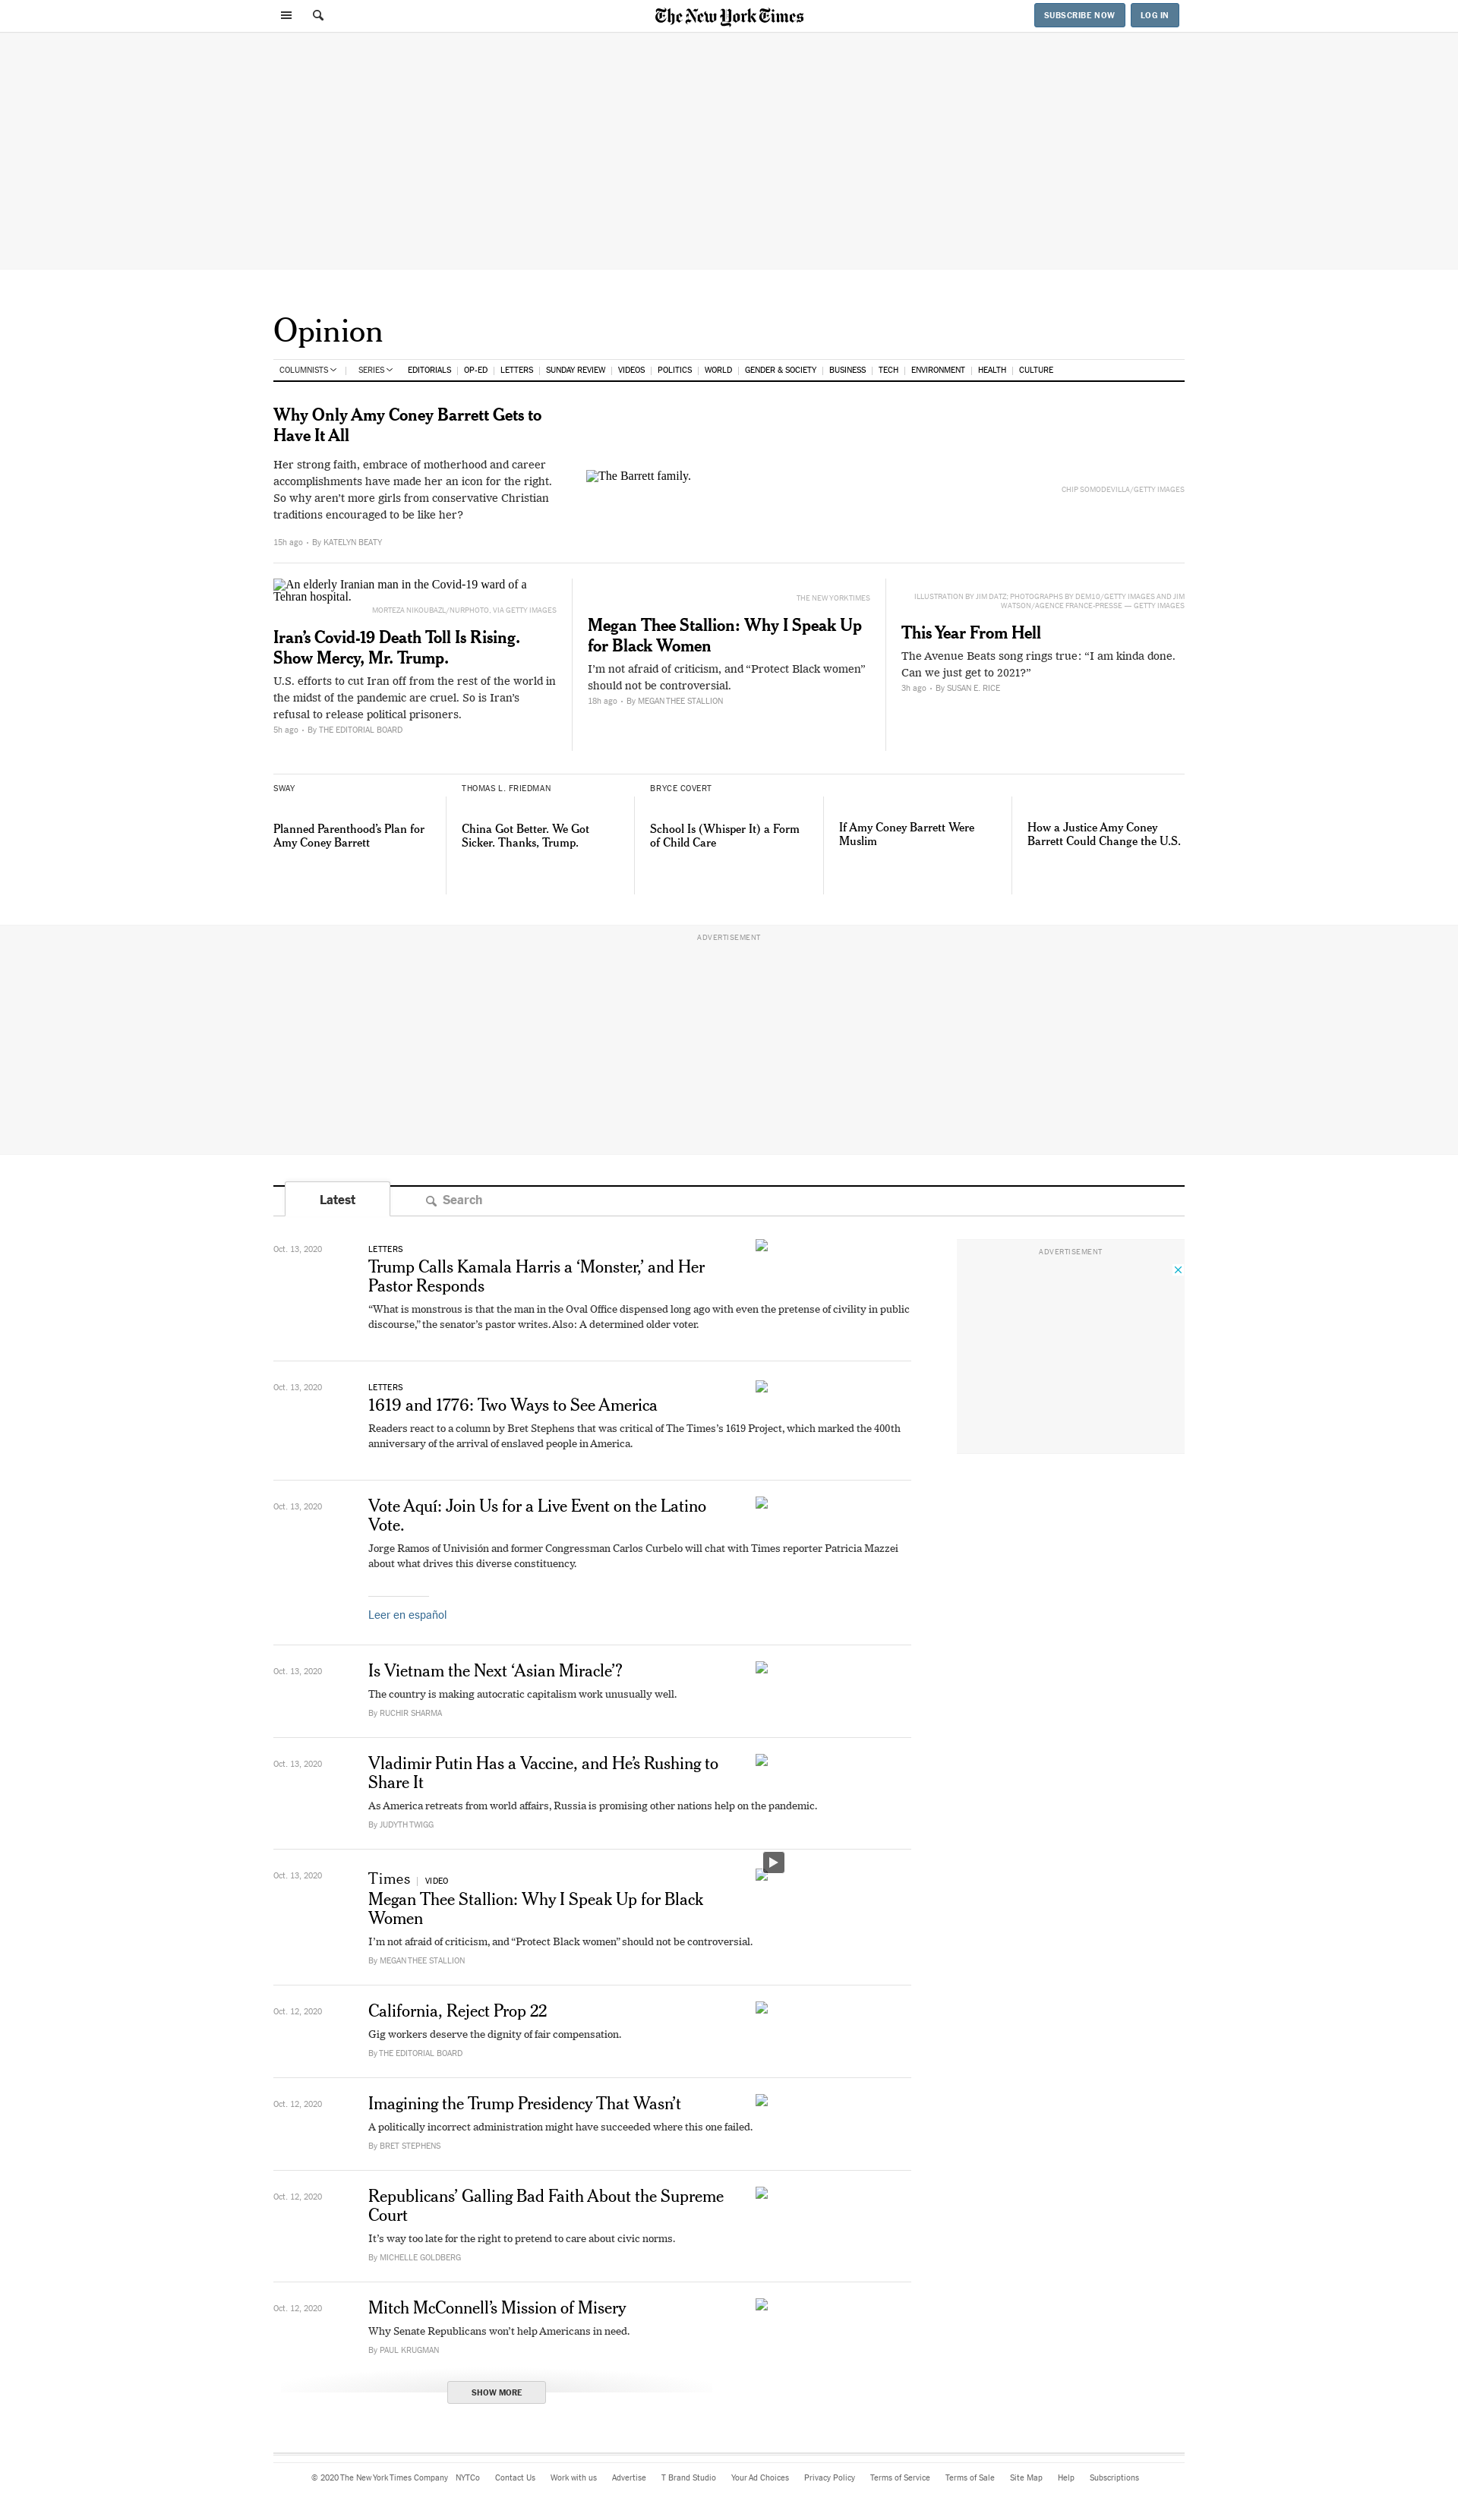 The New York Times
SUBSCRIBE NOW
LOG IN
Opinion
COLUMNISTS
SERIES
EDITORIALS
OP-ED
LETTERS
SUNDAY REVIEW
VIDEOS
POLITICS
WORLD
GENDER & SOCIETY
BUSINESS
TECH
ENVIRONMENT
HEALTH
CULTURE
Why Only Amy Coney Barrett Gets to
Have It All
Her strong faith, embrace of motherhood and career
accomplishments have made her an icon for the right.
So why aren't more girls from conservative Christian
traditions encouraged to be like her?
15h ago • By KATELYN BEATY
The Barrett family.
CHIP SOMODEVILLA/GETTY IMAGES
An elderly Iranian man in the Covid-19 ward of a
Tehran hospital.
MORTEZA NIKOUBAZL/NURPHOTO, VIA GETTY IMAGES
Iran's Covid-19 Death Toll Is Rising.
Show Mercy, Mr. Trump.
U.S. efforts to cut Iran off from the rest of the world in
the midst of the pandemic are cruel. So is Iran's
refusal to release political prisoners.
5h ago • By THE EDITORIAL BOARD
THE NEW YORK TIMES
Megan Thee Stallion: Why I Speak Up
for Black Women
I'm not afraid of criticism, and “Protect Black women”
should not be controversial.
18h ago • By MEGAN THEE STALLION
ILLUSTRATION BY JIM DATZ; PHOTOGRAPHS BY DEM10/GETTY IMAGES AND JIM
WATSON/AGENCE FRANCE-PRESSE — GETTY IMAGES
This Year From Hell
The Avenue Beats song rings true: “I am kinda done.
Can we just get to 2021?”
3h ago • By SUSAN E. RICE
SWAY
Planned Parenthood's Plan for
Amy Coney Barrett
THOMAS L. FRIEDMAN
China Got Better. We Got
Sicker. Thanks, Trump.
BRYCE COVERT
School Is (Whisper It) a Form
of Child Care
If Amy Coney Barrett Were
Muslim
How a Justice Amy Coney
Barrett Could Change the U.S.
ADVERTISEMENT
Latest
Search
ADVERTISEMENT
Oct. 13, 2020
LETTERS
Trump Calls Kamala Harris a ‘Monster,’ and Her
Pastor Responds
“What is monstrous is that the man in the Oval Office dispensed long ago with even the pretense of civility in public
discourse,” the senator's pastor writes. Also: A determined older voter.
Oct. 13, 2020
LETTERS
1619 and 1776: Two Ways to See America
Readers react to a column by Bret Stephens that was critical of The Times's 1619 Project, which marked the 400th
anniversary of the arrival of enslaved people in America.
Oct. 13, 2020
Vote Aquí: Join Us for a Live Event on the Latino
Vote.
Jorge Ramos of Univisión and former Congressman Carlos Curbelo will chat with Times reporter Patricia Mazzei
about what drives this diverse constituency.
Leer en español
Oct. 13, 2020
Is Vietnam the Next ‘Asian Miracle’?
The country is making autocratic capitalism work unusually well.
By RUCHIR SHARMA
Oct. 13, 2020
Vladimir Putin Has a Vaccine, and He's Rushing to
Share It
As America retreats from world affairs, Russia is promising other nations help on the pandemic.
By JUDYTH TWIGG
Oct. 13, 2020
Times | VIDEO
Megan Thee Stallion: Why I Speak Up for Black
Women
I'm not afraid of criticism, and “Protect Black women” should not be controversial.
By MEGAN THEE STALLION
Oct. 12, 2020
California, Reject Prop 22
Gig workers deserve the dignity of fair compensation.
By THE EDITORIAL BOARD
Oct. 12, 2020
Imagining the Trump Presidency That Wasn't
A politically incorrect administration might have succeeded where this one failed.
By BRET STEPHENS
Oct. 12, 2020
Republicans' Galling Bad Faith About the Supreme
Court
It's way too late for the right to pretend to care about civic norms.
By MICHELLE GOLDBERG
Oct. 12, 2020
Mitch McConnell's Mission of Misery
Why Senate Republicans won't help Americans in need.
By PAUL KRUGMAN
SHOW MORE
© 2020 The New York Times Company
NYTCo
Contact Us
Work with us
Advertise
T Brand Studio
Your Ad Choices
Privacy Policy
Terms of Service
Terms of Sale
Site Map
Help
Subscriptions